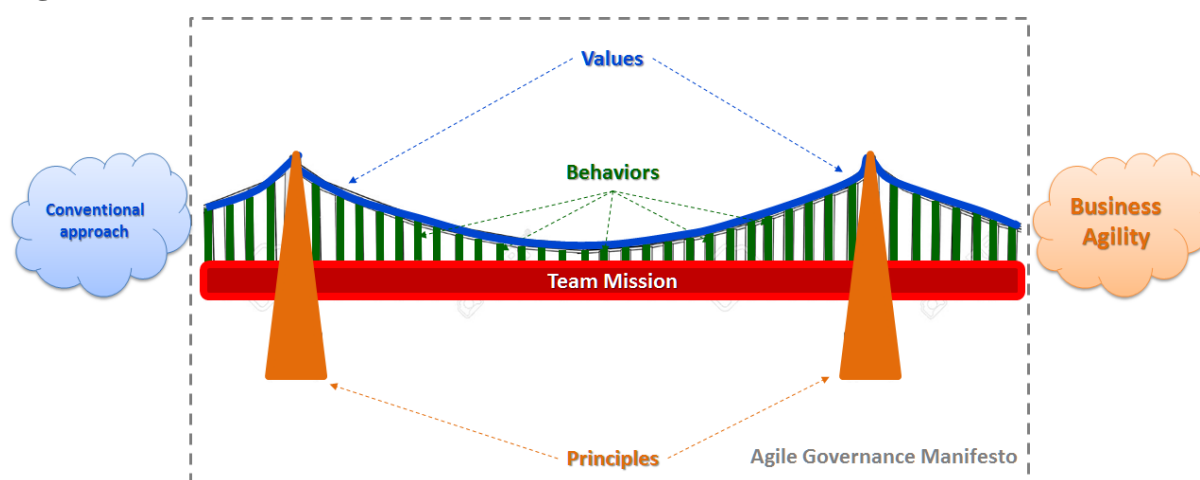 Values
Behaviors
Conventional
approach
Business
Agility
Team Mission
Principles
Agile Governance Manifesto